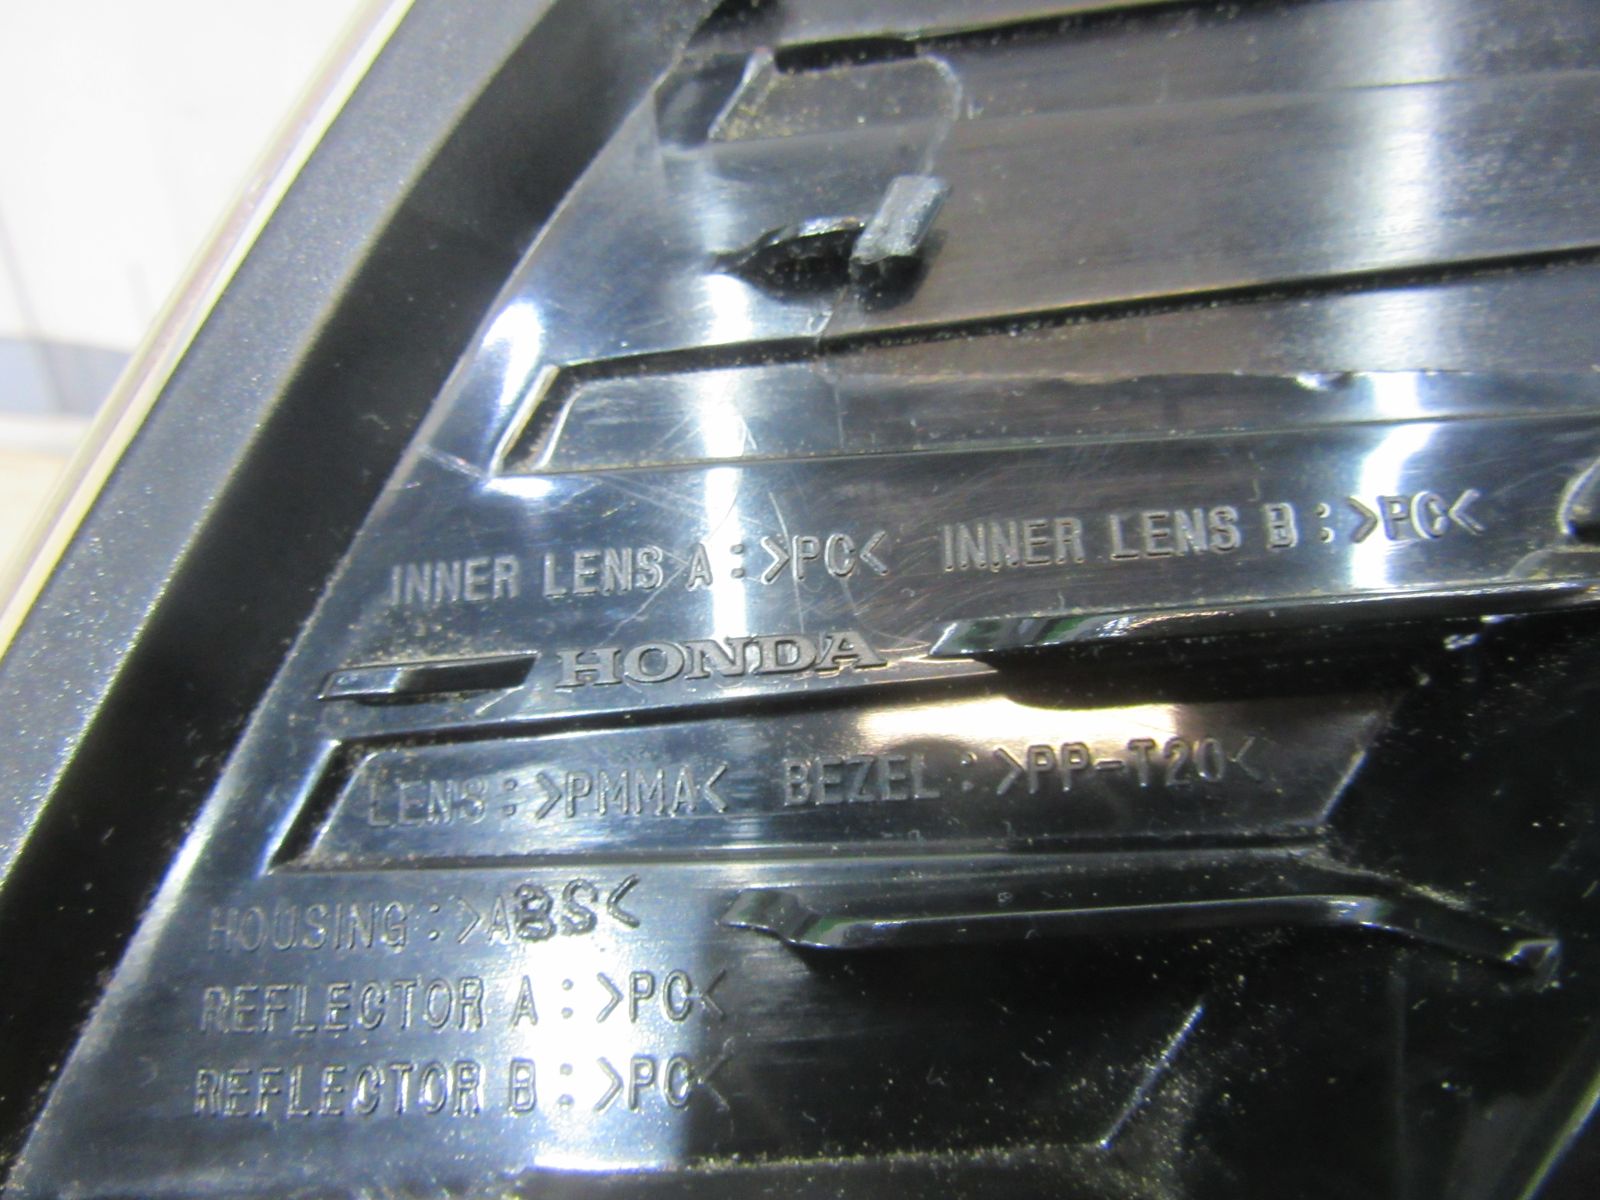 INNER LENS A:>PC< INNER LENS B:>PC<
HONDA
LENS:>PMMA< BEZEL:>PP-T20<
HOUSING:>ABS<
REFLECTOR A:>PC<
REFLECTOR B:>PC<